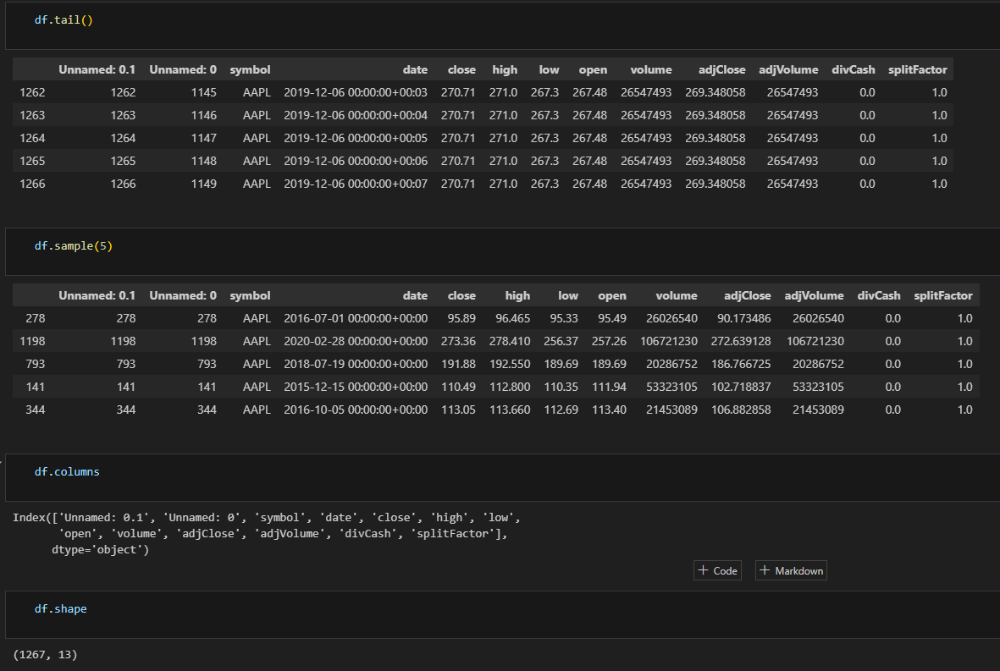 df.tail()
Unnamed: 0.1 Unnamed: 0 symbol date close high low open volume adjClose adjVolume divCash splitFactor
1262 1262 1145 AAPL 2019-12-06 00:00:00+00:03 270.71 271.0 267.3 267.48 26547493 269.348058 26547493 0.0 1.0
1263 1263 1146 AAPL 2019-12-06 00:00:00+00:04 270.71 271.0 267.3 267.48 26547493 269.348058 26547493 0.0 1.0
1264 1264 1147 AAPL 2019-12-06 00:00:00+00:05 270.71 271.0 267.3 267.48 26547493 269.348058 26547493 0.0 1.0
1265 1265 1148 AAPL 2019-12-06 00:00:00+00:06 270.71 271.0 267.3 267.48 26547493 269.348058 26547493 0.0 1.0
1266 1266 1149 AAPL 2019-12-06 00:00:00+00:07 270.71 271.0 267.3 267.48 26547493 269.348058 26547493 0.0 1.0
df.sample(5)
Unnamed: 0.1 Unnamed: 0 symbol date close high low open volume adjClose adjVolume divCash splitFactor
278 278 278 AAPL 2016-07-01 00:00:00+00:00 95.89 96.465 95.33 95.49 26026540 90.173486 26026540 0.0 1.0
1198 1198 1198 AAPL 2020-02-28 00:00:00+00:00 273.36 278.410 256.37 257.26 106721230 272.639128 106721230 0.0 1.0
793 793 793 AAPL 2018-07-19 00:00:00+00:00 191.88 192.550 189.69 189.69 20286752 186.766725 20286752 0.0 1.0
141 141 141 AAPL 2015-12-15 00:00:00+00:00 110.49 112.800 110.35 111.94 53323105 102.718837 53323105 0.0 1.0
344 344 344 AAPL 2016-10-05 00:00:00+00:00 113.05 113.660 112.69 113.40 21453089 106.882858 21453089 0.0 1.0
df.columns
Index(['Unnamed: 0.1', 'Unnamed: 0', 'symbol', 'date', 'close', 'high', 'low',
'open', 'volume', 'adjClose', 'adjVolume', 'divCash', 'splitFactor'],
dtype='object')
+ Code + Markdown
df.shape
(1267, 13)